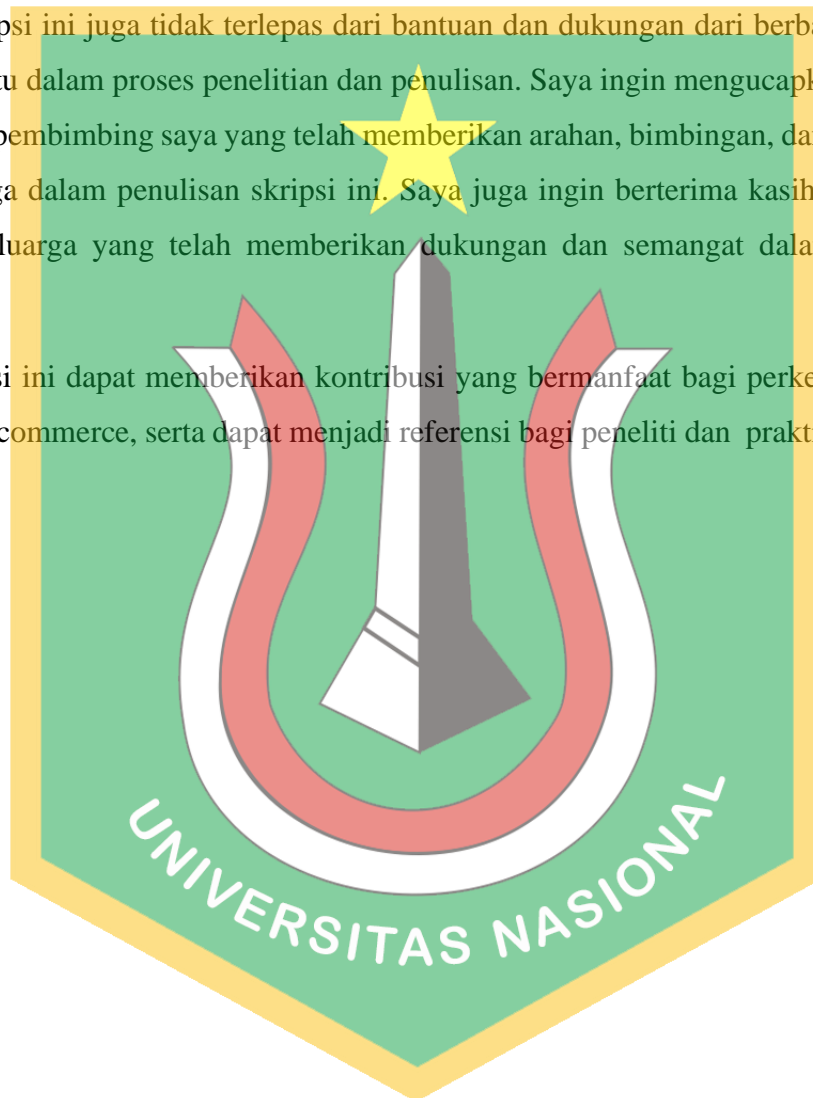 psi ini juga tidak terlepas dari bantuan dan dukungan dari berba
tu dalam proses penelitian dan penulisan. Saya ingin mengucapk
pembimbing saya yang telah memberikan arahan, bimbingan, da
ga dalam penulisan skripsi ini. Saya juga ingin berterima kasih
luarga yang telah memberikan dukungan dan semangat dala
si ini dapat memberikan kontribusi yang bermanfaat bagi perke
commerce, serta dapat menjadi referensi bagi peneliti dan prakt
UNIVERSITAS NASIONAL